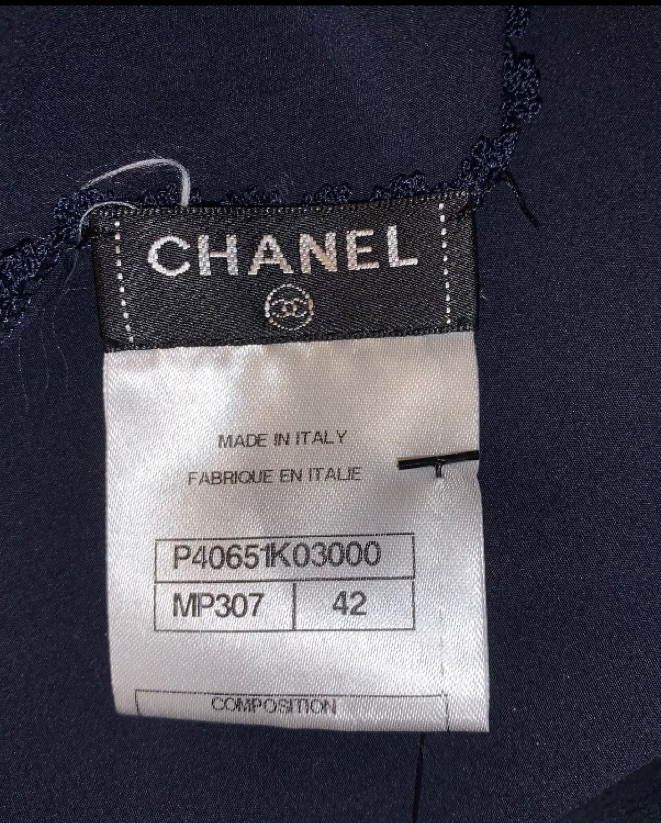 CHANEL
MADE IN ITALY
FABRIQUE EN ITALIE
P40651K03000
MP307 42
COMPOSITION